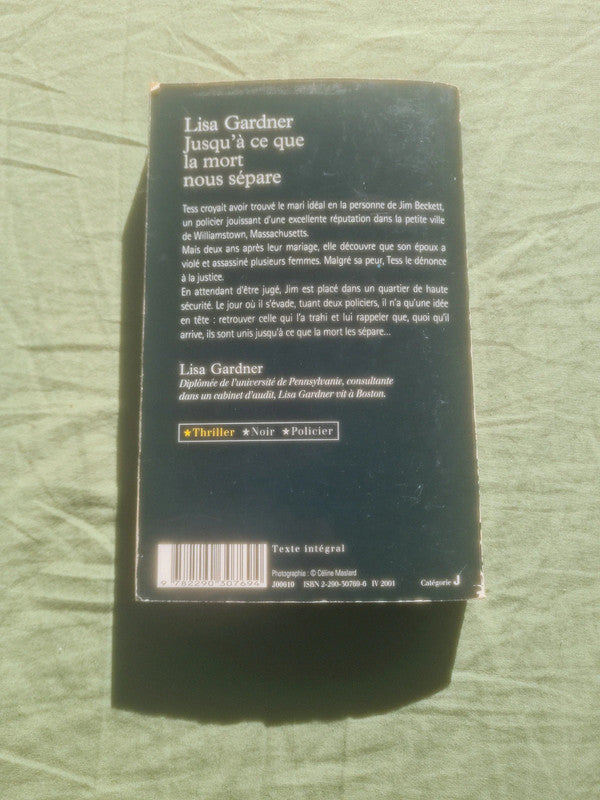 Lisa Gardner
Jusqu'à ce que
la mort
nous sépare
Tess croyait avoir trouvé le mari idéal en la personne de Jim Beckett,
un policier jouissant d'une excellente réputation dans la petite ville
de Williamstown, Massachusetts.
Mais deux ans après leur mariage, elle découvre que son époux a
violé et assassiné plusieurs femmes. Malgré sa peur, Tess le dénonce
à la justice.
En attendant d'être jugé, Jim est placé dans un quartier de haute
sécurité. Le jour où il s'évade, tuant deux policiers, il n'a qu'une idée
en tête : retrouver celle qui l'a trahi et lui rappeler que, quoi qu'il
arrive, ils sont unis jusqu'à ce que la mort les sépare...
Lisa Gardner
Diplômée de l'université de Pennsylvanie, consultante
dans un cabinet d'audit, Lisa Gardner vit à Boston.
★Thriller ★Noir ★Policier
Texte intégral
Photographie : © Céline Mastard
9 782290 307694
J00610 ISBN 2-290-30769-6 IV 2001
Catégorie J